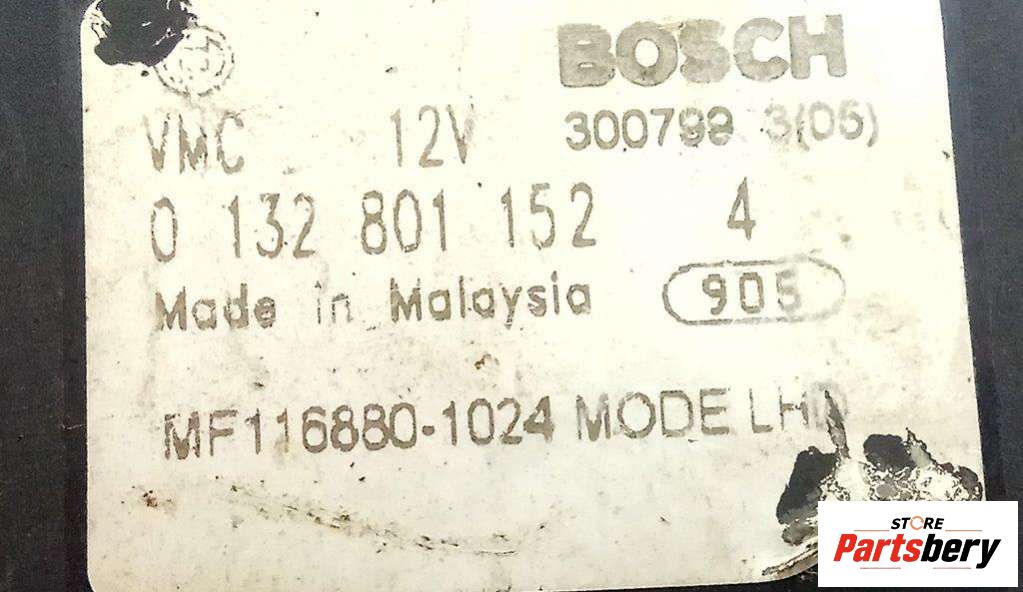 BOSCH
VMC 12V 300798 3(05)
0 132 801 152 4
Made in Malaysia 905
MF116880-1024 MODE LHD
STORE
Partsbery